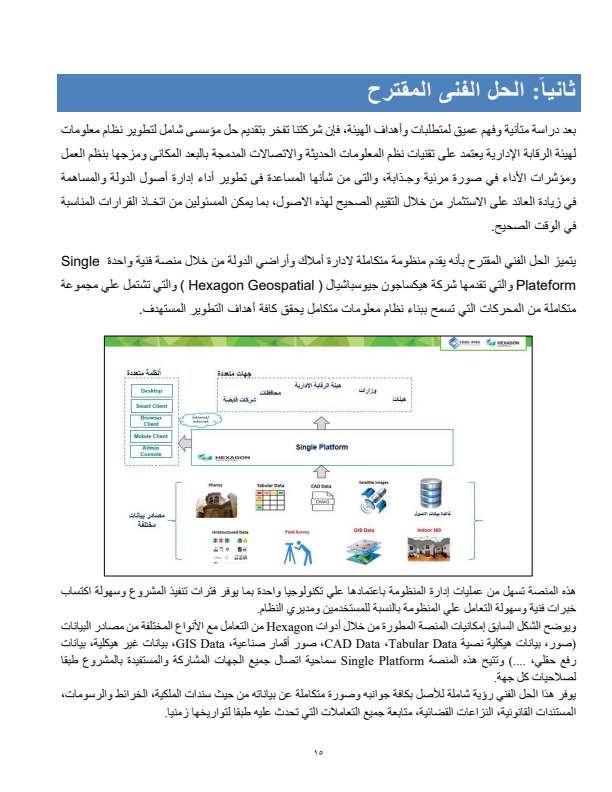 ثانياً: الحل الفنى المقترح
بعد دراسة متأنية وفهم عميق لمتطلبات وأهداف الهيئة، فإن شركتنا تفخر بتقديم حل مؤسسى شامل لتطوير نظام معلومات
لهيئة الرقابة الإدارية يعتمد على تقنيات نظم المعلومات الحديثة والاتصالات المدمجة بالبعد المكانى ومزجها بنظم العمل
ومؤشرات الأداء في صورة مرئية وجذابة، والتى من شأنها المساعدة فى تطوير أداء إدارة أصول الدولة والمساهمة
في زيادة العائد على الاستثمار من خلال التقييم الصحيح لهذه الاصول، بما يمكن المسئولين من اتخاذ القرارات المناسبة
في الوقت الصحيح.
يتميز الحل الفني المقترح بأنه يقدم منظومة متكاملة لادارة أملاك وأراضي الدولة من خلال منصة فنية واحدة Single
Plateform والتي تقدمها شركة هيكساجون جيوسباشيال ( Hexagon Geospatial ) والتي تشتمل علي مجموعة
متكاملة من المحركات التي تسمح ببناء نظام معلومات متكامل يحقق كافة أهداف التطوير المستهدف.
HEXAGON
أنظمة متعددة
جهات متعددة
Desktop
Smart Client
Browser Client
Mobile Client
Admin Console
Intranet/ Internet
هيئة الرقابة الادارية
وزارات
محافظات
هيئات
شركات قابضة
Single Platform
HEXAGON
Photos
Tabular Data
CAD Data
DWG
Satellite Images
قاعدة بيانات الاصول
مصادر بيانات
مختلفة
Unstructured Data
Field Survey
GIS Data
Indoor 360
هذه المنصة تسهل من عمليات إدارة المنظومة باعتمادها علي تكنولوجيا واحدة بما يوفر فترات تنفيذ المشروع وسهولة اكتساب
خبرات فنية وسهولة التعامل علي المنظومة بالنسبة للمستخدمين ومديري النظام.
ويوضح الشكل السابق إمكانيات المنصة المطورة من خلال أدوات Hexagon من التعامل مع الأنواع المختلفة من مصادر البيانات
(صور، بيانات هيكلية نصية Tabular Data، CAD Data، صور أقمار صناعية، GIS Data، بيانات غير هيكلية، بيانات
رفع حقلي، ....) وتتيح هذه المنصة Single Platform سماحية اتصال جميع الجهات المشاركة والمستفيدة بالمشروع طبقا
لصلاحيات كل جهة.
يوفر هذا الحل الفني رؤية شاملة للأصل بكافة جوانبه وصورة متكاملة عن بياناته من حيث سندات الملكية، الخرائط والرسومات،
المستندات القانونية، النزاعات القضائية، متابعة جميع التعاملات التي تحدث عليه طبقا لتواريخها زمنيا.
١٥